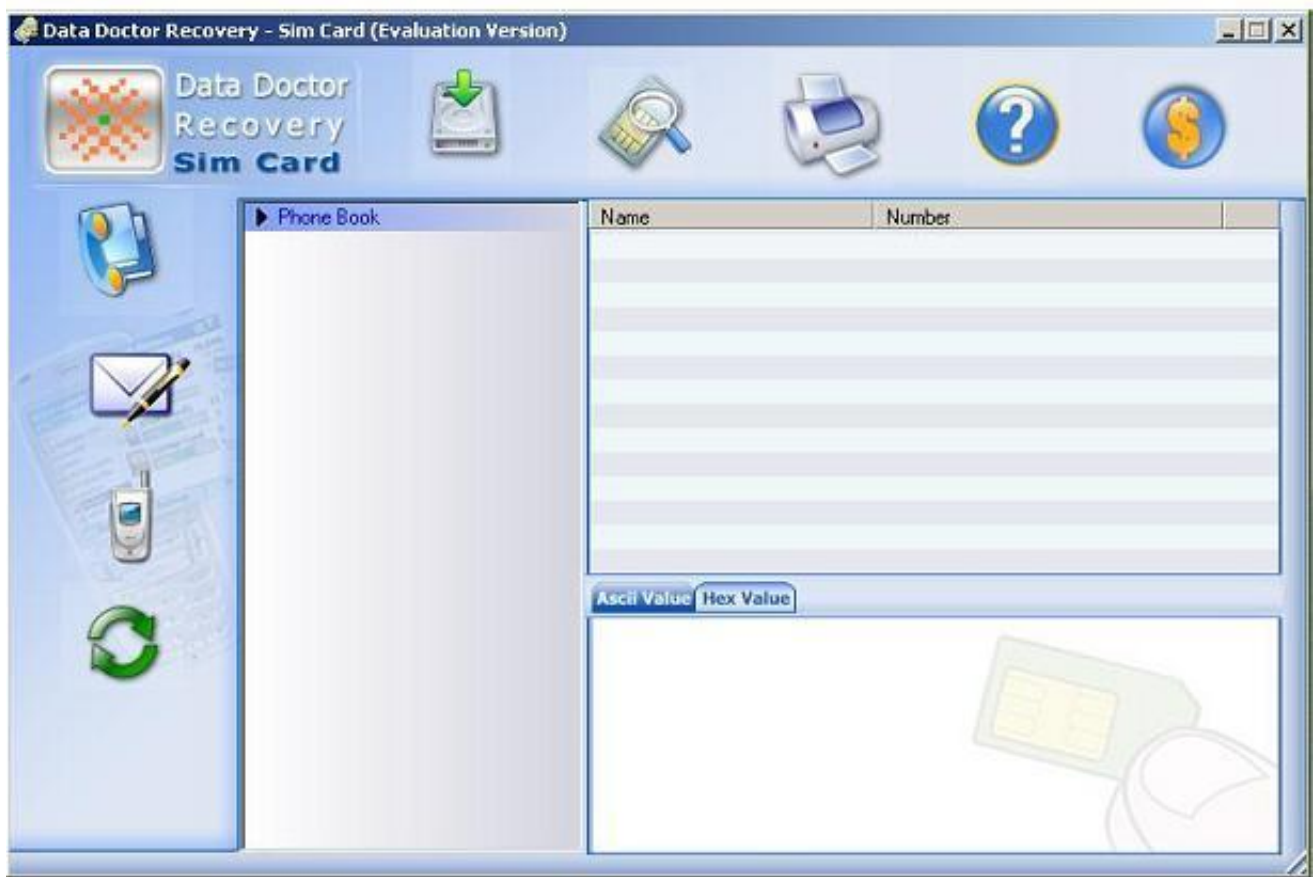 Data Doctor Recovery - Sim Card (Evaluation Version)
Data Doctor
Recovery
Sim Card
Phone Book
Name Number
Ascii Value Hex Value